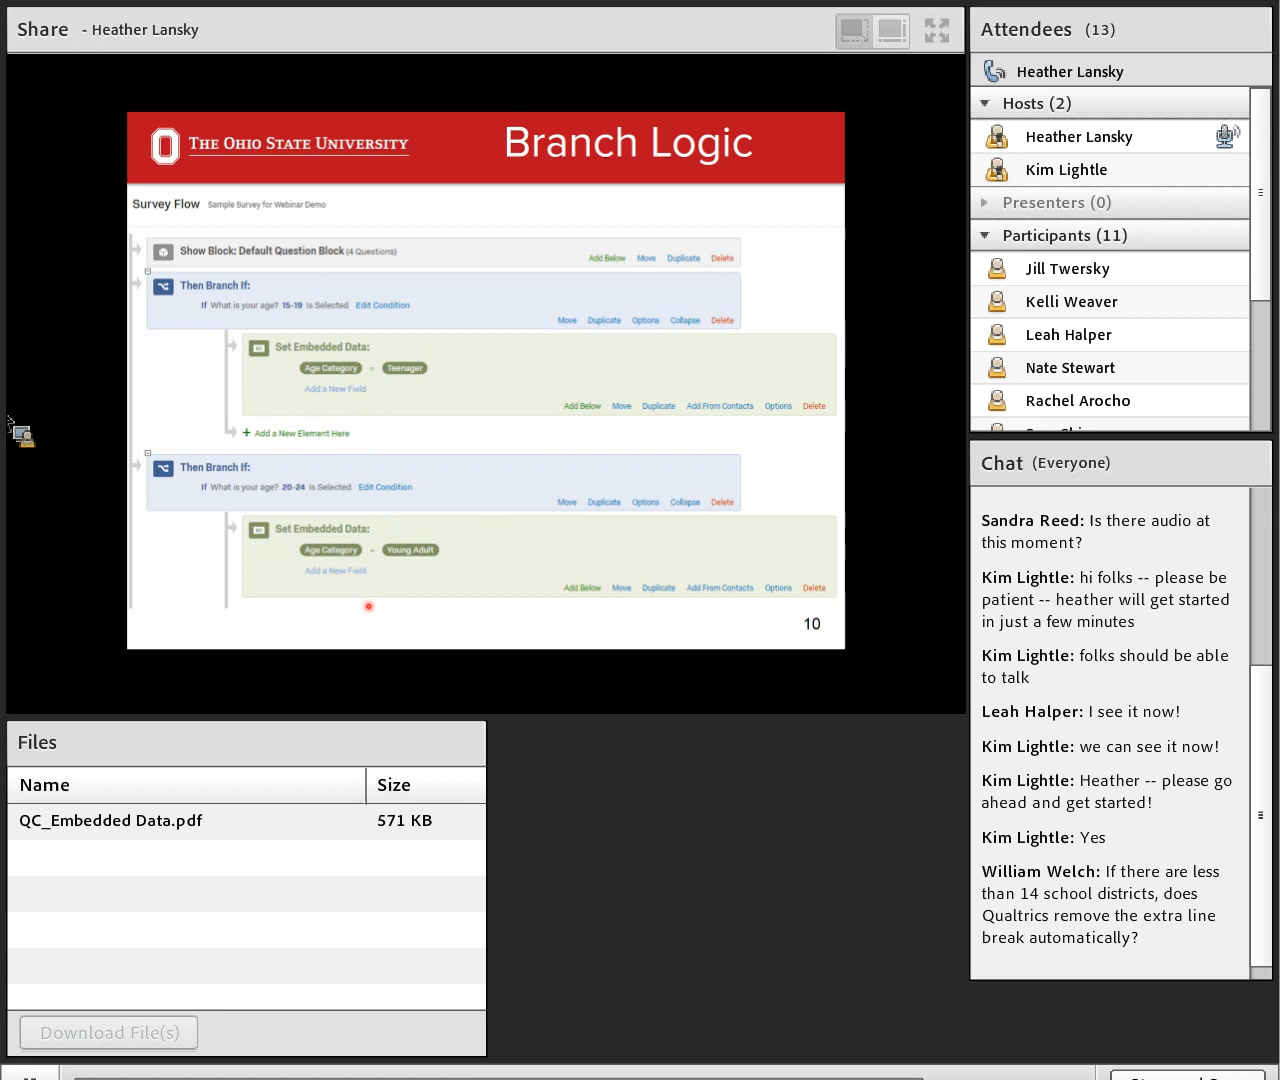 Share - Heather Lansky
THE OHIO STATE UNIVERSITY
Branch Logic
Survey Flow Sample Survey for Webinar Demo
Show Block: Default Question Block (4 Questions)
Add Below Move Duplicate Delete
Then Branch If:
If What is your age? 15-19 Is Selected Edit Condition
Move Duplicate Options Collapse Delete
Set Embedded Data:
Age Category = Teenager
Add a New Field
Add Below Move Duplicate Add From Contacts Options Delete
+ Add a New Element Here
Then Branch If:
If What is your age? 20-24 Is Selected Edit Condition
Move Duplicate Options Collapse Delete
Set Embedded Data:
Age Category = Young Adult
Add a New Field
Add Below Move Duplicate Add From Contacts Options Delete
10
Attendees (13)
Heather Lansky
Hosts (2)
Heather Lansky
Kim Lightle
Presenters (0)
Participants (11)
Jill Twersky
Kelli Weaver
Leah Halper
Nate Stewart
Rachel Arocho
Chat (Everyone)
Sandra Reed: Is there audio at
this moment?
Kim Lightle: hi folks -- please be
patient -- heather will get started
in just a few minutes
Kim Lightle: folks should be able
to talk
Leah Halper: I see it now!
Kim Lightle: we can see it now!
Kim Lightle: Heather -- please go
ahead and get started!
Kim Lightle: Yes
William Welch: If there are less
than 14 school districts, does
Qualtrics remove the extra line
break automatically?
Files
Name Size
QC_Embedded Data.pdf 571 KB
Download File(s)